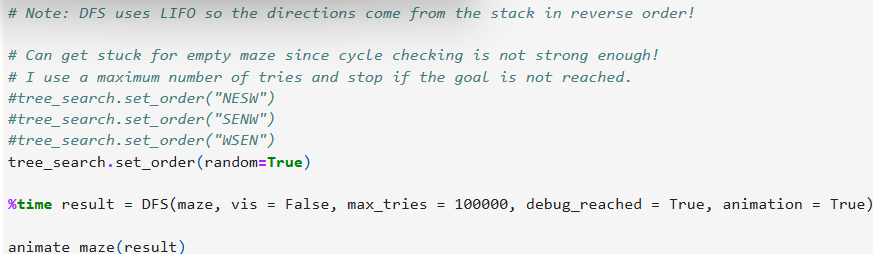 # Note: DFS uses LIFO so the directions come from the stack in reverse order!
# Can get stuck for empty maze since cycle checking is not strong enough!
# I use a maximum number of tries and stop if the goal is not reached.
#tree_search.set_order("NESW")
#tree_search.set_order("SENW")
#tree_search.set_order("WSEN")
tree_search.set_order(random=True)
%time result = DFS(maze, vis = False, max_tries = 100000, debug_reached = True, animation = True)
animate_maze(result)